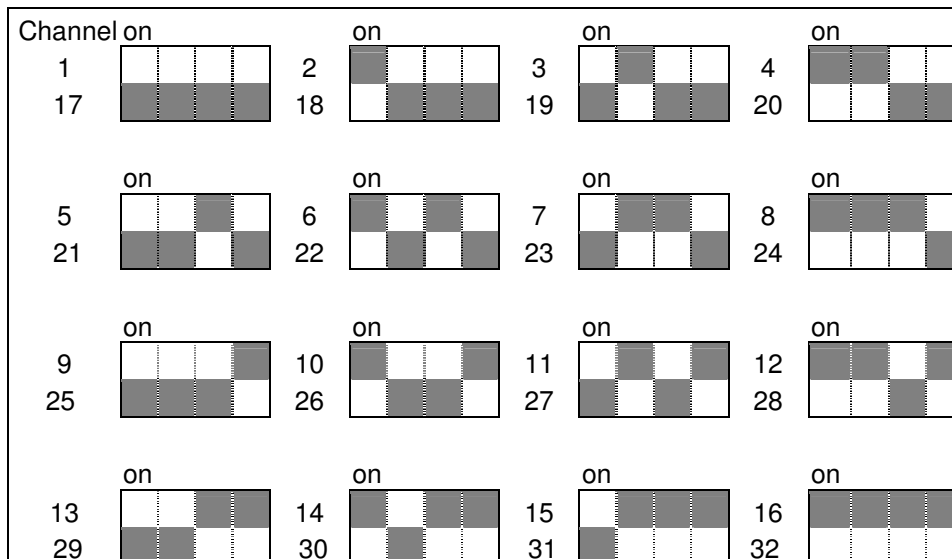 Channel on on on on
1 2 3 4
17 18 19 20
on on on on
5 6 7 8
21 22 23 24
on on on on
9 10 11 12
25 26 27 28
on on on on
13 14 15 16
29 30 31 32